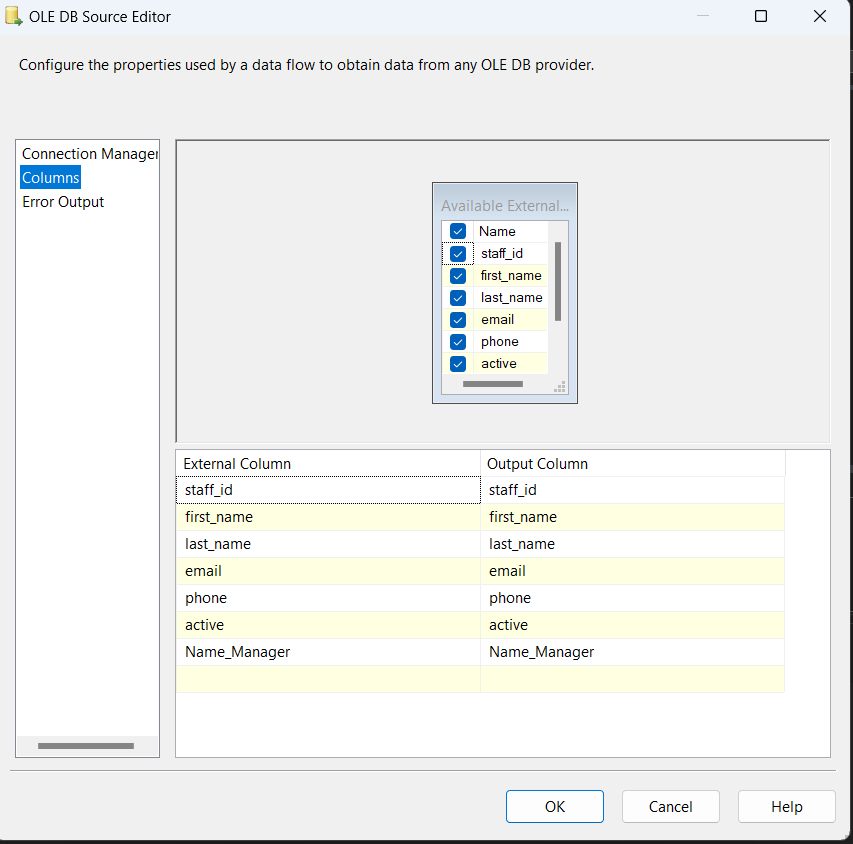 OLE DB Source Editor
Configure the properties used by a data flow to obtain data from any OLE DB provider.
Connection Manager
Columns
Error Output
Available External...
Name
staff_id
first_name
last_name
email
phone
active
External Column Output Column
staff_id staff_id
first_name first_name
last_name last_name
email email
phone phone
active active
Name_Manager Name_Manager
OK Cancel Help